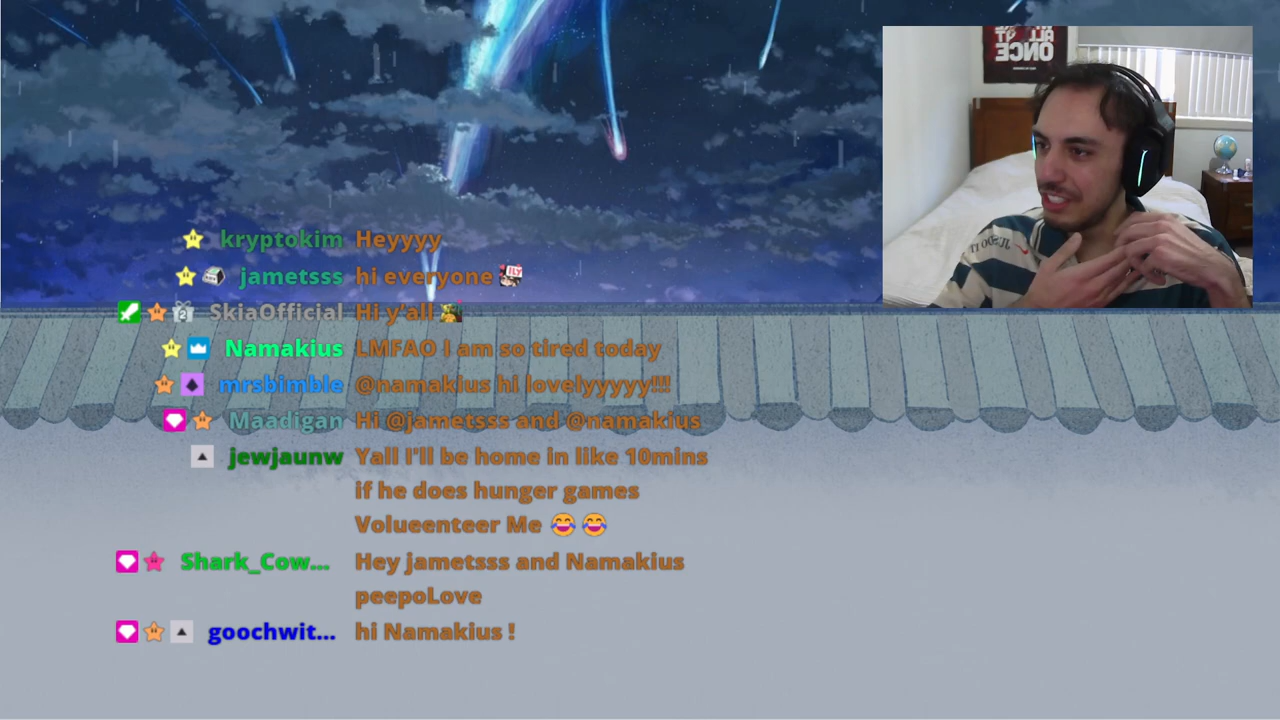 kryptokim Heyyyy
jametsss hi everyone
SkiaOfficial Hi y'all
Namakius LMFAO I am so tired today
mrsbimble @namakius hi lovelyyyyy!!!
Maadigan Hi @jametsss and @namakius
jewjaunw Yall I'll be home in like 10mins
if he does hunger games
Volueenteer Me 😂 😂
Shark_Cow... Hey jametsss and Namakius
peepoLove
goochwit... hi Namakius !
ALL
ONCE
ILY